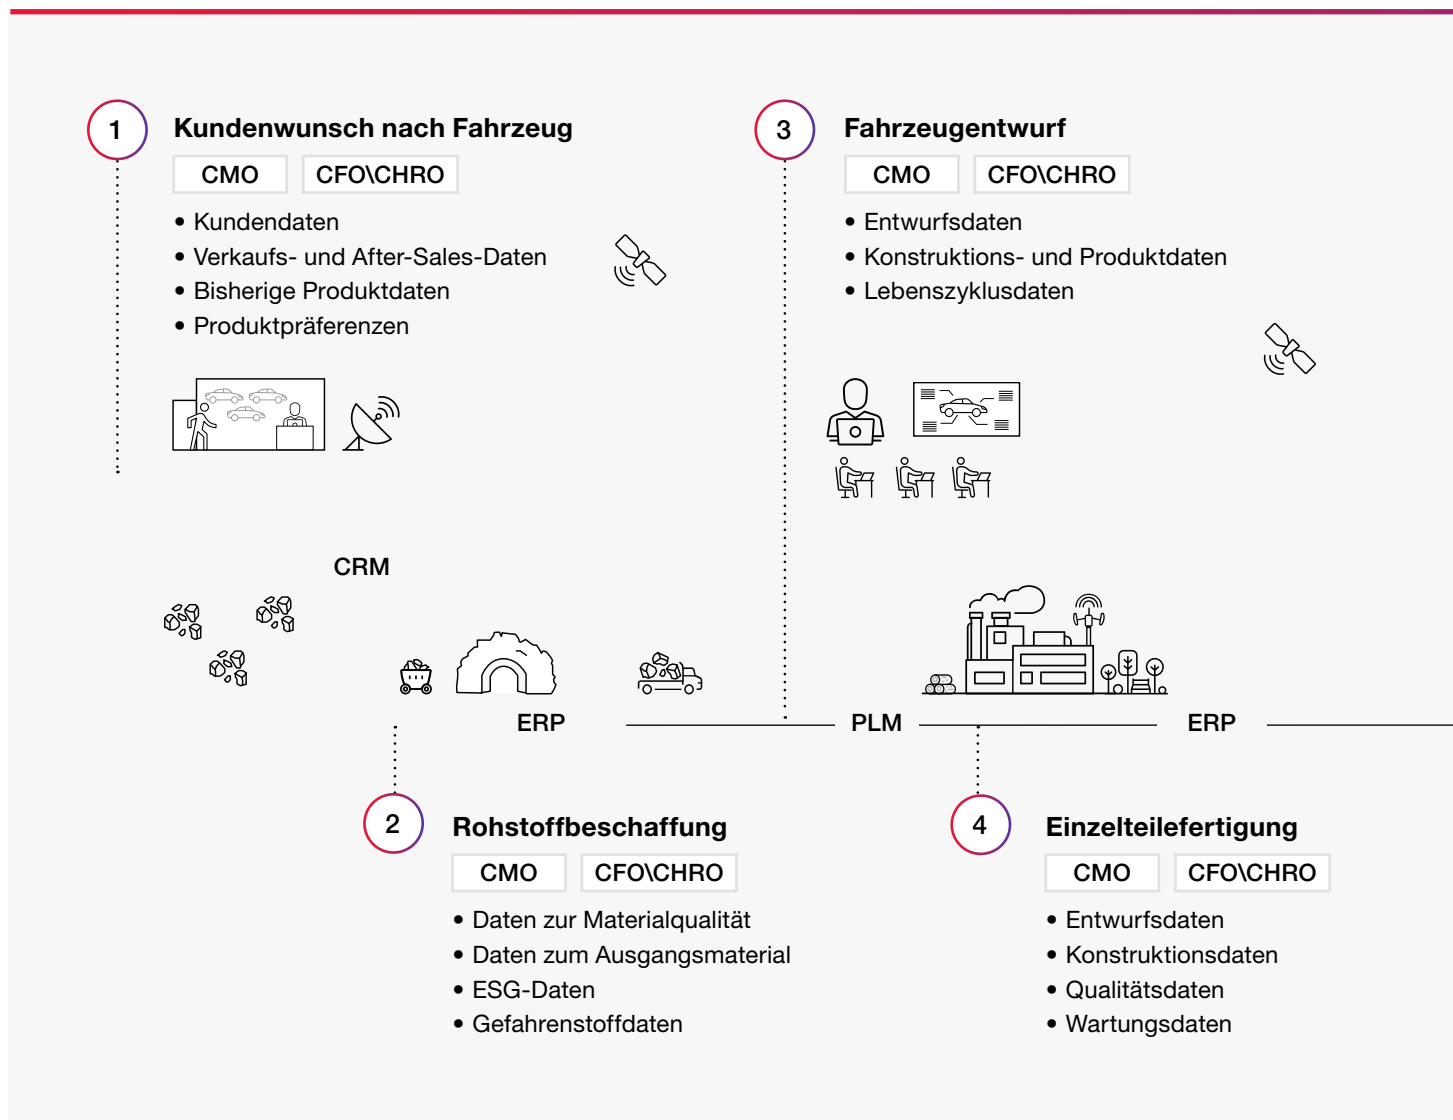 1
Kundenwunsch nach Fahrzeug
CMO
CFO\CHRO
• Kundendaten
• Verkaufs- und After-Sales-Daten
• Bisherige Produktdaten
• Produktpräferenzen
3
Fahrzeugentwurf
CMO
CFO\CHRO
• Entwurfsdaten
• Konstruktions- und Produktdaten
• Lebenszyklusdaten
CRM
ERP
PLM
ERP
2
Rohstoffbeschaffung
CMO
CFO\CHRO
• Daten zur Materialqualität
• Daten zum Ausgangsmaterial
• ESG-Daten
• Gefahrenstoffdaten
4
Einzelteilefertigung
CMO
CFO\CHRO
• Entwurfsdaten
• Konstruktionsdaten
• Qualitätsdaten
• Wartungsdaten